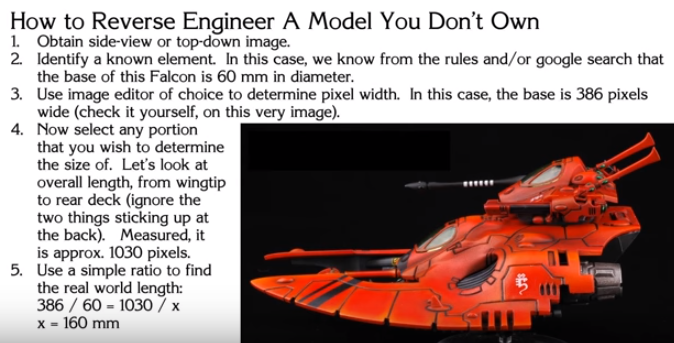 How to Reverse Engineer A Model You Don't Own
1. Obtain side-view or top-down image.
2. Identify a known element. In this case, we know from the rules and/or google search that
the base of this Falcon is 60 mm in diameter.
3. Use image editor of choice to determine pixel width. In this case, the base is 386 pixels
wide (check it yourself, on this very image).
4. Now select any portion
that you wish to determine
the size of. Let's look at
overall length, from wingtip
to rear deck (ignore the
two things sticking up at
the back). Measured, it
is approx. 1030 pixels.
5. Use a simple ratio to find
the real world length:
386 / 60 = 1030 / x
x = 160 mm